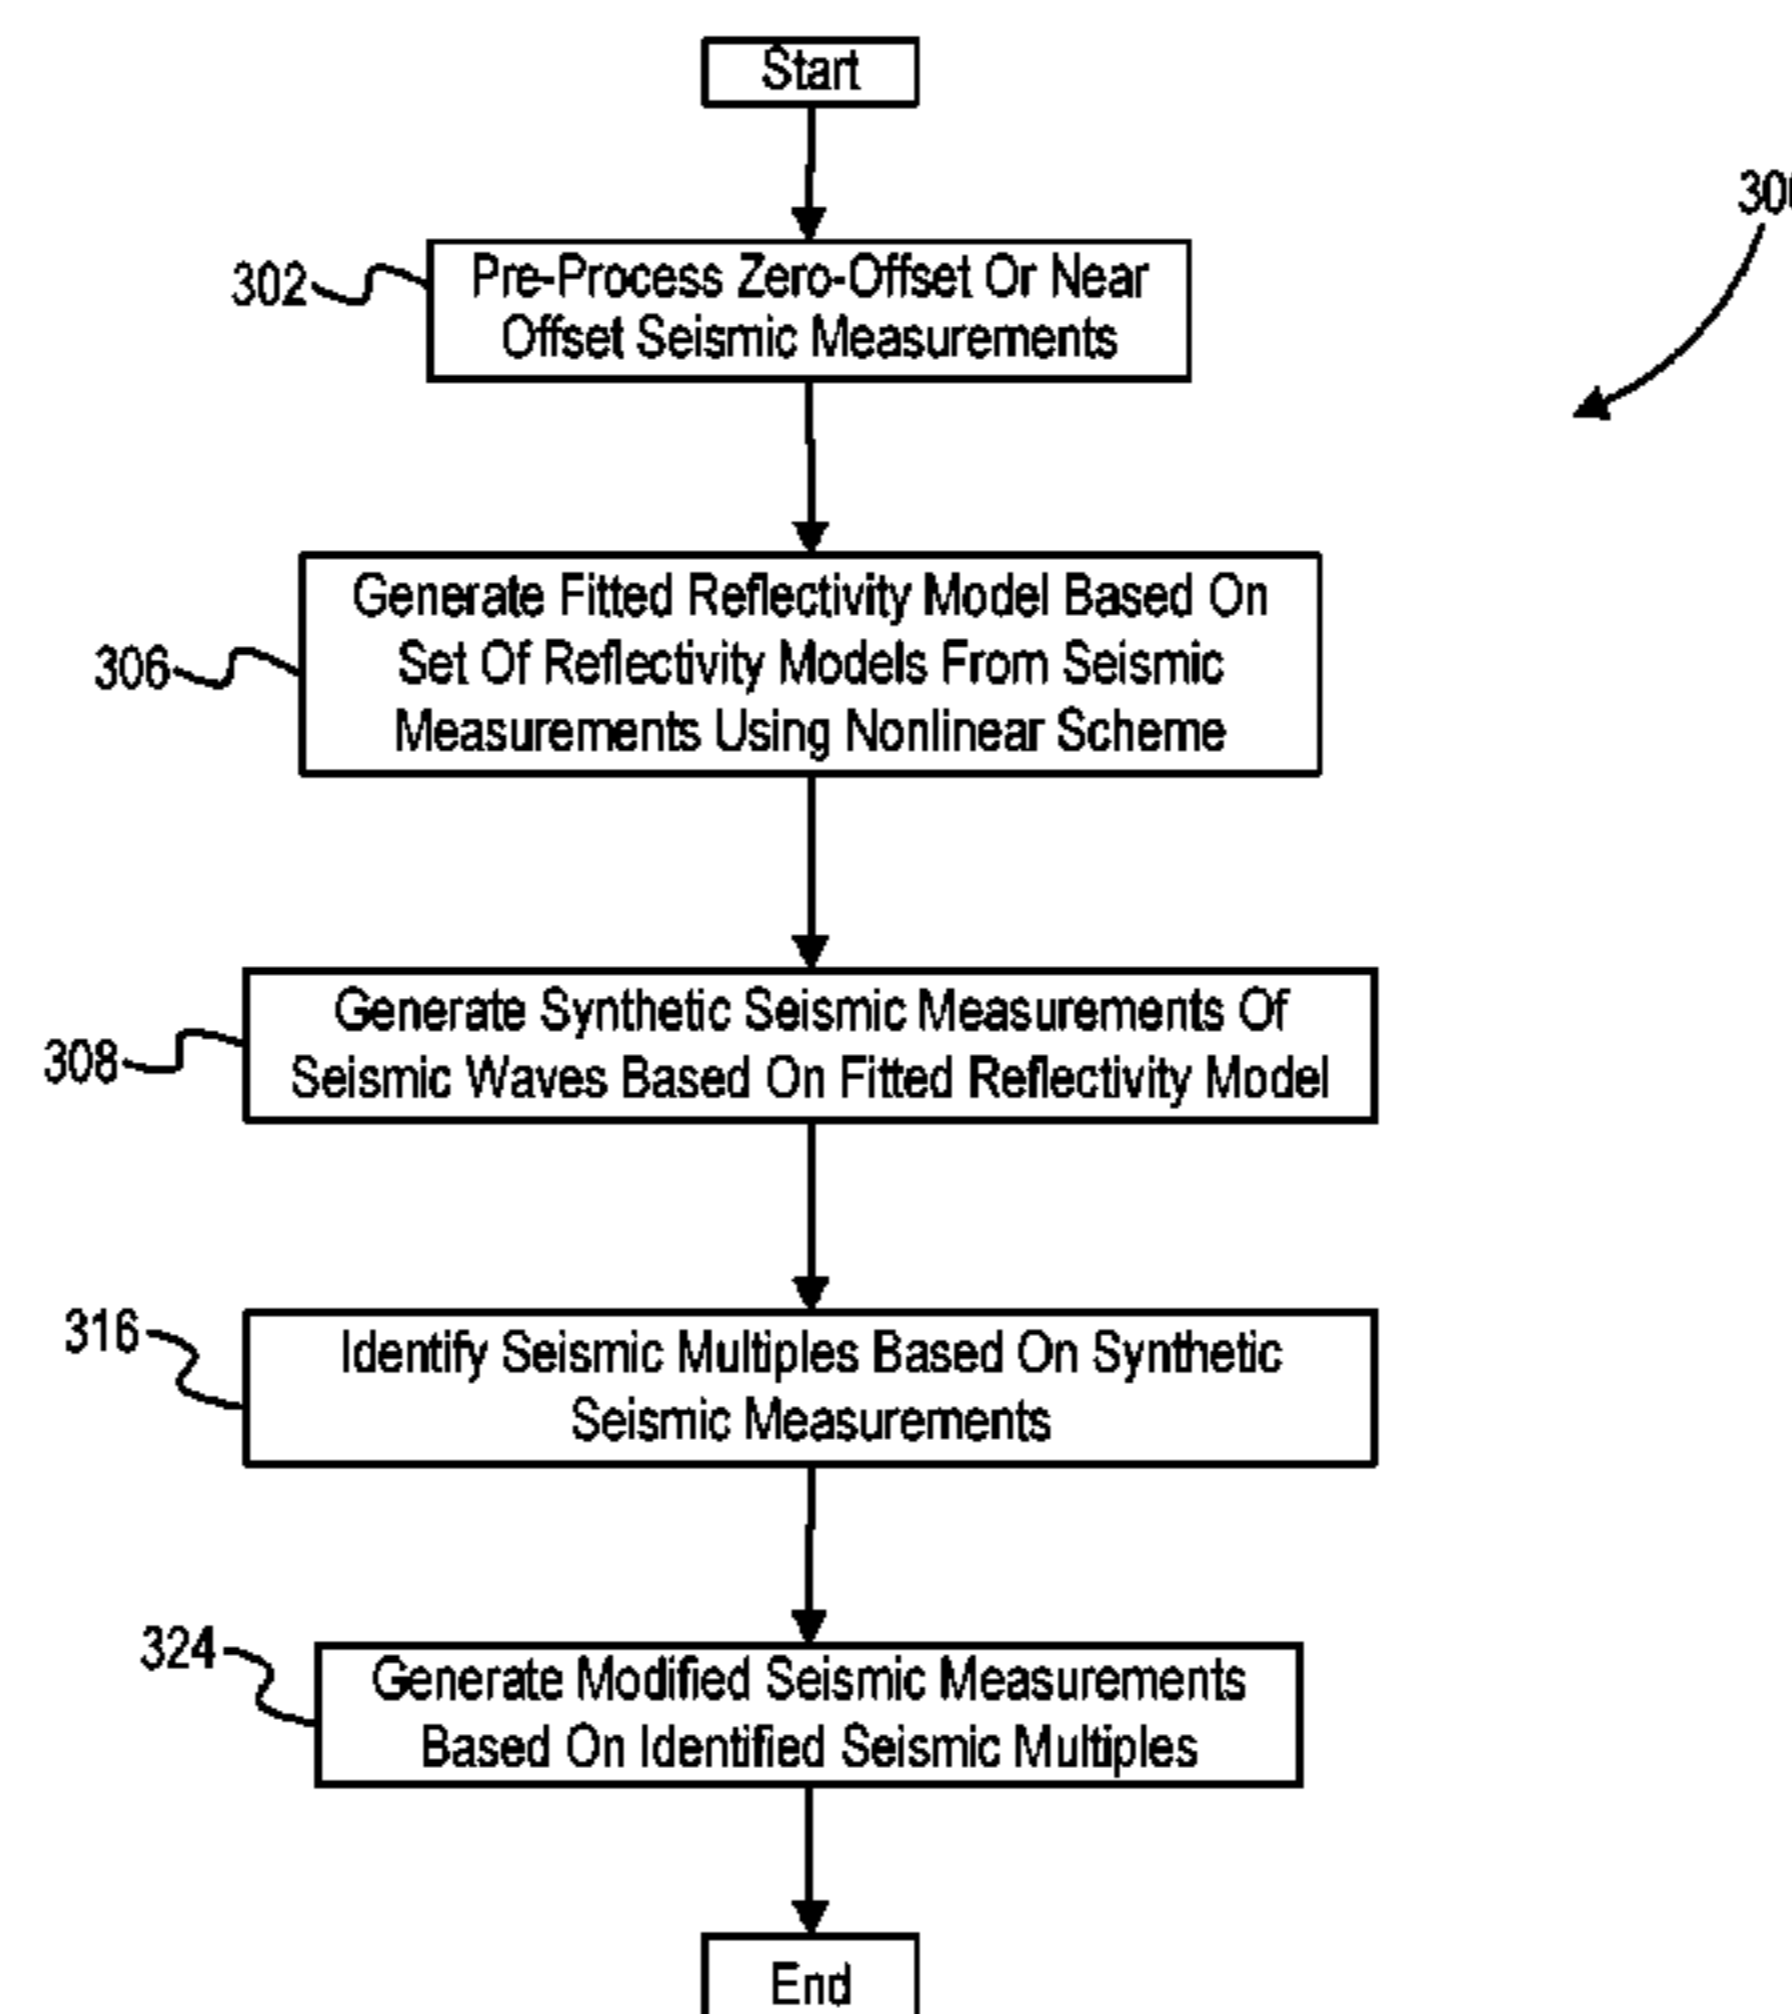 Start
300
302
Pre-Process Zero-Offset Or Near
Offset Seismic Measurements
306
Generate Fitted Reflectivity Model Based On
Set Of Reflectivity Models From Seismic
Measurements Using Nonlinear Scheme
308
Generate Synthetic Seismic Measurements Of
Seismic Waves Based On Fitted Reflectivity Model
316
Identify Seismic Multiples Based On Synthetic
Seismic Measurements
324
Generate Modified Seismic Measurements
Based On Identified Seismic Multiples
End